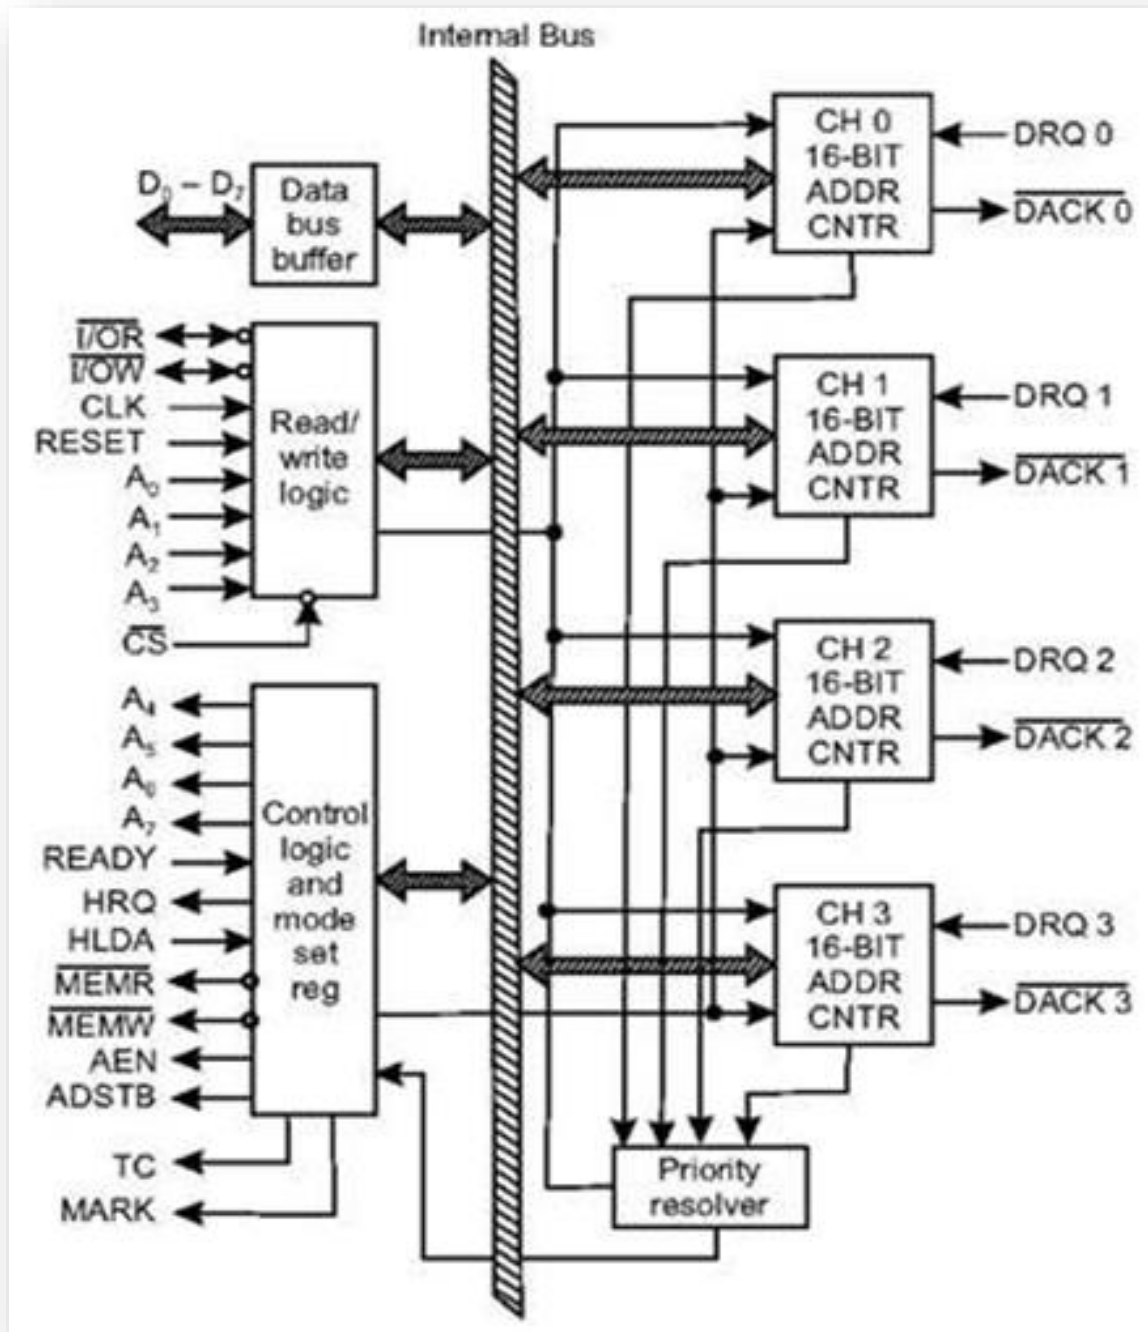 Internal Bus
D₀ – D₇
Data
bus
buffer
I/OR
I/OW
CLK
RESET
A₀
A₁
A₂
A₃
CS
Read/
write
logic
A₄
A₅
A₆
A₇
READY
HRQ
HLDA
MEMR
MEMW
AEN
ADSTB
TC
MARK
Control
logic
and
mode
set
reg
CH 0
16-BIT
ADDR
CNTR
DRQ 0
DACK 0
CH 1
16-BIT
ADDR
CNTR
DRQ 1
DACK 1
CH 2
16-BIT
ADDR
CNTR
DRQ 2
DACK 2
CH 3
16-BIT
ADDR
CNTR
DRQ 3
DACK 3
Priority
resolver